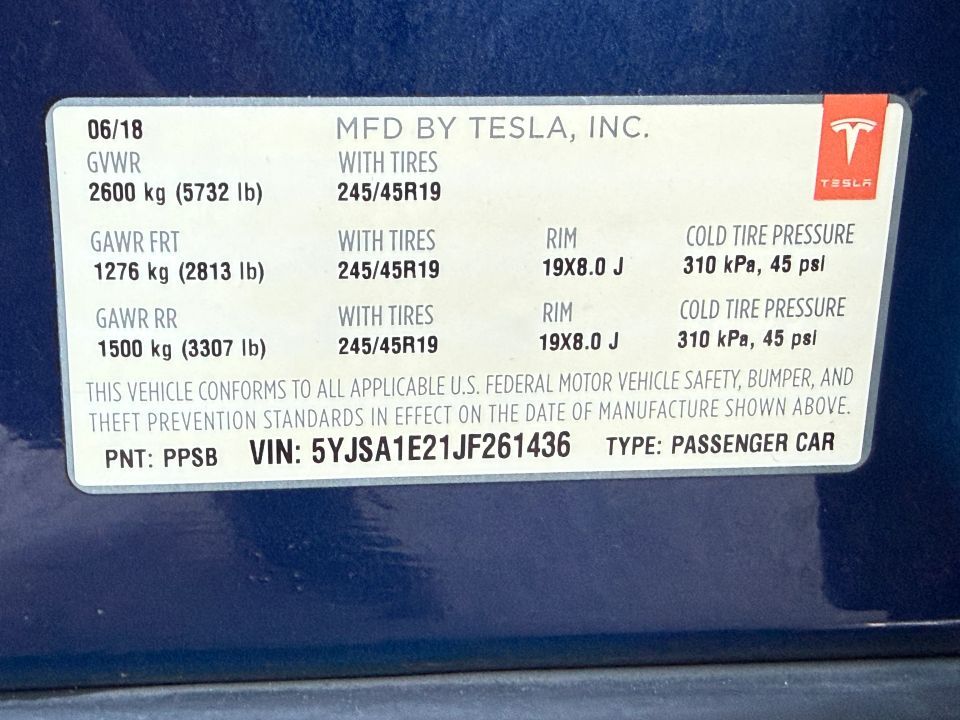 06/18 MFD BY TESLA, INC.
GVWR WITH TIRES
2600 kg (5732 lb) 245/45R19
TESLA
GAWR FRT WITH TIRES RIM COLD TIRE PRESSURE
1276 kg (2813 lb) 245/45R19 19X8.0 J 310 kPa, 45 psi
GAWR RR WITH TIRES RIM COLD TIRE PRESSURE
1500 kg (3307 lb) 245/45R19 19X8.0 J 310 kPa, 45 psi
THIS VEHICLE CONFORMS TO ALL APPLICABLE U.S. FEDERAL MOTOR VEHICLE SAFETY, BUMPER, AND
THEFT PREVENTION STANDARDS IN EFFECT ON THE DATE OF MANUFACTURE SHOWN ABOVE.
PNT: PPSB VIN: 5YJSA1E21JF261436 TYPE: PASSENGER CAR